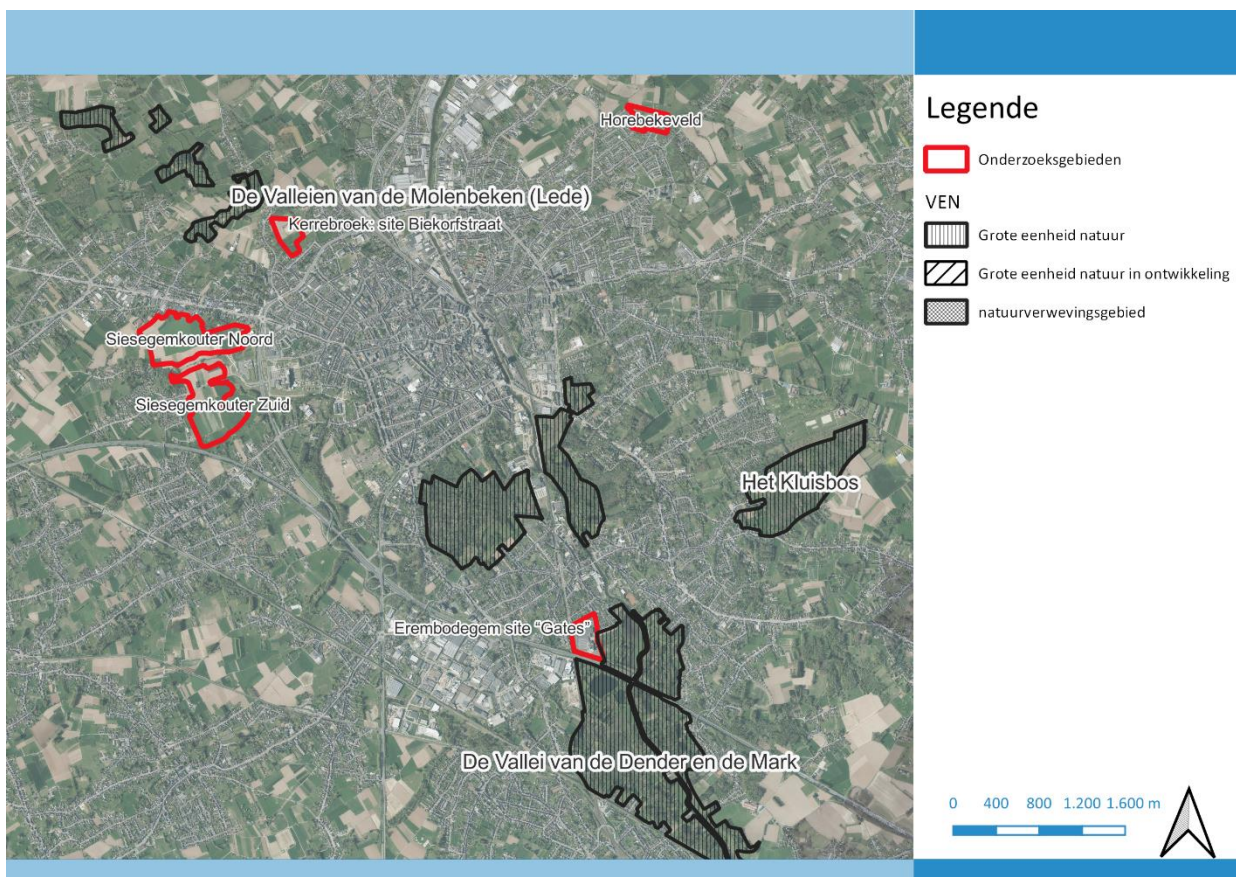 Horebekeveld
De Valleien van de Molenbeken (Lede)
Kerrebroek: site Biekorfstraat
Siesegemkouter Noord
Siesegemkouter Zuid
Het Kluisbos
Erembodegem site "Gates"
De Vallei van de Dender en de Mark
Legende
Onderzoeksgebieden
VEN
Grote eenheid natuur
Grote eenheid natuur in ontwikkeling
natuurverwevingsgebied
0 400 800 1.200 1.600 m